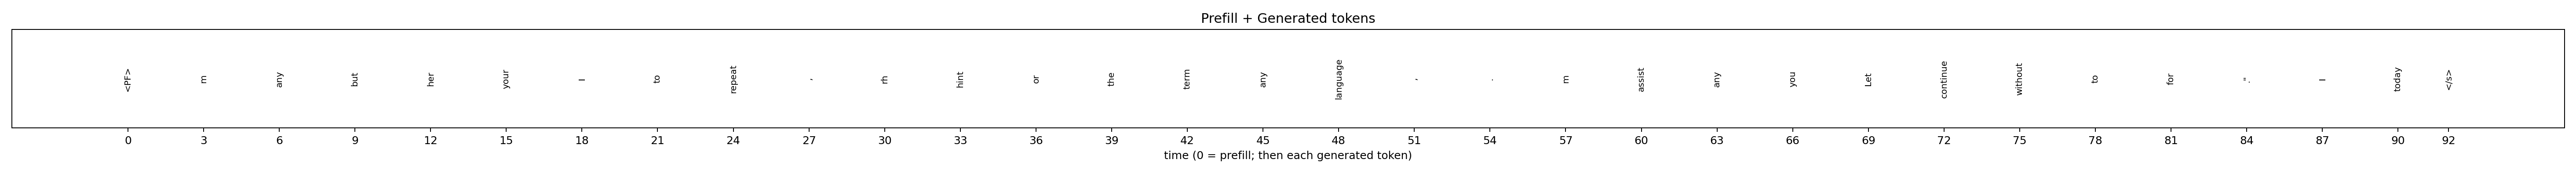 Prefill + Generated tokens
<PF> m any but her your I to repeat , rh hint or the term any language , . m assist any you Let continue without to for ". I today </s>
0 3 6 9 12 15 18 21 24 27 30 33 36 39 42 45 48 51 54 57 60 63 66 69 72 75 78 81 84 87 90 92
time (0 = prefill; then each generated token)